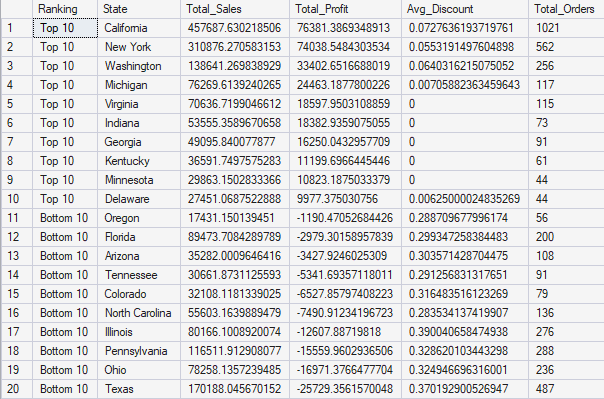 Ranking State Total_Sales Total_Profit Avg_Discount Total_Orders
1 Top 10 California 457687.630218506 76381.3869348913 0.0727636193719761 1021
2 Top 10 New York 310876.270583153 74038.5484303534 0.0553191497604898 562
3 Top 10 Washington 138641.269838929 33402.6516688019 0.0640316215075052 256
4 Top 10 Michigan 76269.6139240265 24463.1877800226 0.00705882363459643 117
5 Top 10 Virginia 70636.7199046612 18597.9503108859 0 115
6 Top 10 Indiana 53555.3589670658 18382.9359075055 0 73
7 Top 10 Georgia 49095.840077877 16250.0432957709 0 91
8 Top 10 Kentucky 36591.7497575283 11199.6966445446 0 61
9 Top 10 Minnesota 29863.1502833366 10823.1875033379 0 44
10 Top 10 Delaware 27451.0687522888 9977.375030756 0.00625000024835269 44
11 Bottom 10 Oregon 17431.150139451 -1190.47052684426 0.288709677996174 56
12 Bottom 10 Florida 89473.7084289789 -2979.30158957839 0.299347258384483 200
13 Bottom 10 Arizona 35282.0009646416 -3427.9246025309 0.303571428704475 108
14 Bottom 10 Tennessee 30661.8731125593 -5341.69357118011 0.291256831317651 91
15 Bottom 10 Colorado 32108.1181339025 -6527.85797408223 0.316483516123269 79
16 Bottom 10 North Carolina 55603.1639889479 -7490.91234196723 0.283534137419907 136
17 Bottom 10 Illinois 80166.1008920074 -12607.88719818 0.390040658474938 276
18 Bottom 10 Pennsylvania 116511.912908077 -15559.9602936506 0.328620103443298 288
19 Bottom 10 Ohio 78258.1357239485 -16971.3766477704 0.324946696316001 236
20 Bottom 10 Texas 170188.045670152 -25729.3561570048 0.370192900526947 487